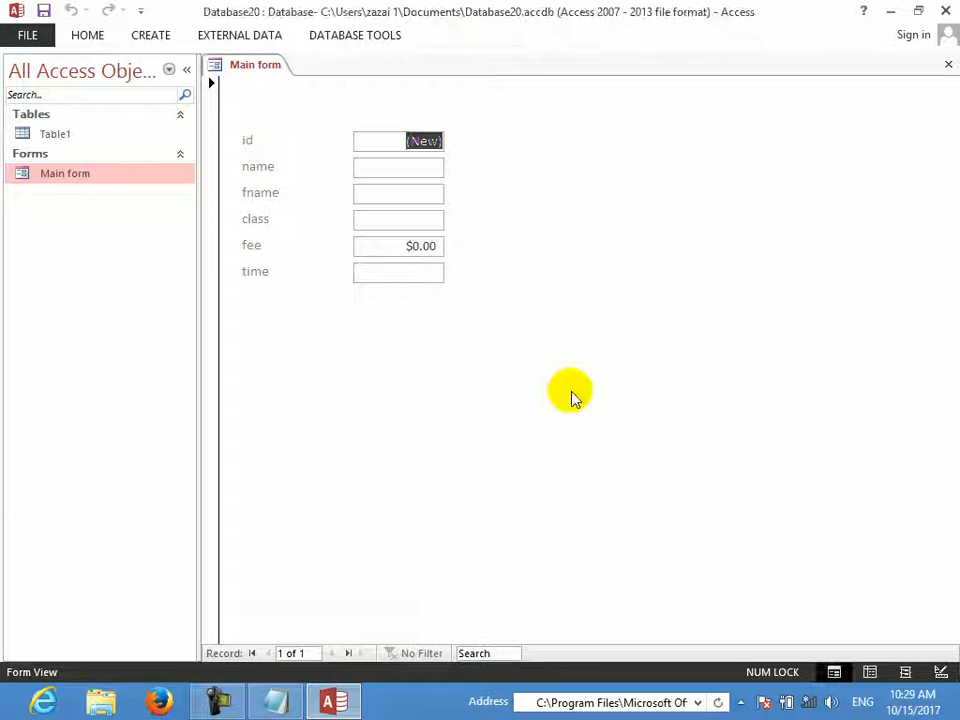 Database20 : Database- C:\Users\zazai 1\Documents\Database20.accdb (Access 2007 - 2013 file format) - Access
FILE HOME CREATE EXTERNAL DATA DATABASE TOOLS Sign in
All Access Obje...
Main form
Search..
Tables
Table1
Forms
Main form
id (New)
name
fname
class
fee $0.00
time
Record: 1 of 1 No Filter Search
Form View NUM LOCK
Address C:\Program Files\Microsoft Of ENG 10:29 AM
10/15/2017